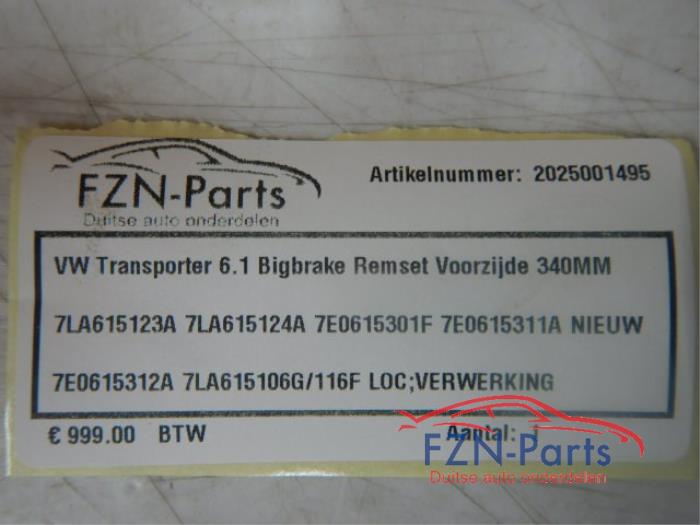 FZN-Parts
Duitse auto onderdelen
Artikelnummer: 2025001495
VW Transporter 6.1 Bigbrake Remset Voorzijde 340MM
7LA615123A 7LA615124A 7E0615301F 7E0615311A NIEUW
7E0615312A 7LA615106G/116F LOC;VERWERKING
€ 999.00 BTW
Aantal:
FZN-Parts
Duitse auto onderdelen